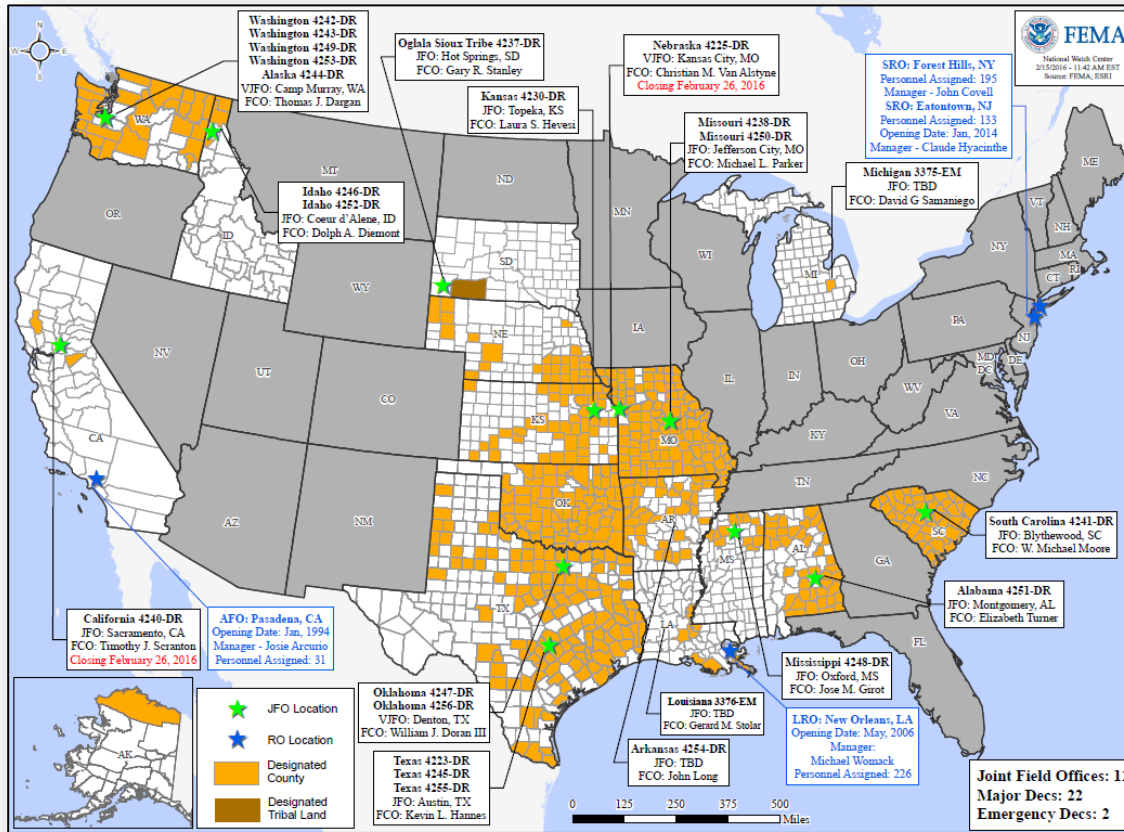 Washington 4242-DR
Washington 4243-DR
Washington 4249-DR
Washington 4253-DR
Alaska 4244-DR
VJFO: Camp Murray, WA
FCO: Thomas J. Dargan
Oglala Sioux Tribe 4237-DR
JFO: Hot Springs, SD
FCO: Gary R. Stanley
Nebraska 4225-DR
VJFO: Kansas City, MO
FCO: Christian M. Van Alstyne
Closing February 26, 2016
FEMA
National Watch Center
2/15/2016 - 11:42 AM EST
Source: FEMA, ESRI
Kansas 4230-DR
JFO: Topeka, KS
FCO: Laura S. Hevesi
Missouri 4238-DR
Missouri 4250-DR
JFO: Jefferson City, MO
FCO: Michael L. Parker
SRO: Forest Hills, NY
Personnel Assigned: 195
Manager - John Covell
SRO: Eatontown, NJ
Personnel Assigned: 133
Opening Date: Jan, 2014
Manager - Claude Hyacinthe
Michigan 3375-EM
JFO: TBD
FCO: David G Samaniego
Idaho 4246-DR
Idaho 4252-DR
JFO: Coeur d'Alene, ID
FCO: Dolph A. Diemont
N
W
E
S
WA
MT
ND
MN
ME
VT
NH
OR
ID
SD
WI
MI
NY
MA
CT
RI
WY
IA
PA
NJ
NE
NV
UT
CO
KS
MO
IL
IN
OH
MD
DE
DC
WV
VA
KY
CA
AZ
NM
OK
AR
TN
NC
SC
TX
LA
MS
AL
GA
FL
South Carolina 4241-DR
JFO: Blythewood, SC
FCO: W. Michael Moore
Alabama 4251-DR
JFO: Montgomery, AL
FCO: Elizabeth Turner
California 4240-DR
JFO: Sacramento, CA
FCO: Timothy J. Scranton
Closing February 26, 2016
AFO: Pasadena, CA
Opening Date: Jan, 1994
Manager - Josie Arcurio
Personnel Assigned: 31
Mississippi 4248-DR
JFO: Oxford, MS
FCO: Jose M. Girot
Oklahoma 4247-DR
Oklahoma 4256-DR
VJFO: Denton, TX
FCO: William J. Doran III
Louisiana 3376-EM
JFO: TBD
FCO: Gerard M. Stolar
LRO: New Orleans, LA
Opening Date: May, 2006
Manager:
Michael Womack
Personnel Assigned: 226
Arkansas 4254-DR
JFO: TBD
FCO: John Long
Texas 4223-DR
Texas 4245-DR
Texas 4255-DR
JFO: Austin, TX
FCO: Kevin L. Hannes
AK
JFO Location
RO Location
Designated
County
Designated
Tribal Land
0 125 250 375 500
Miles
Joint Field Offices:
Major Decs: 22
Emergency Decs: 2